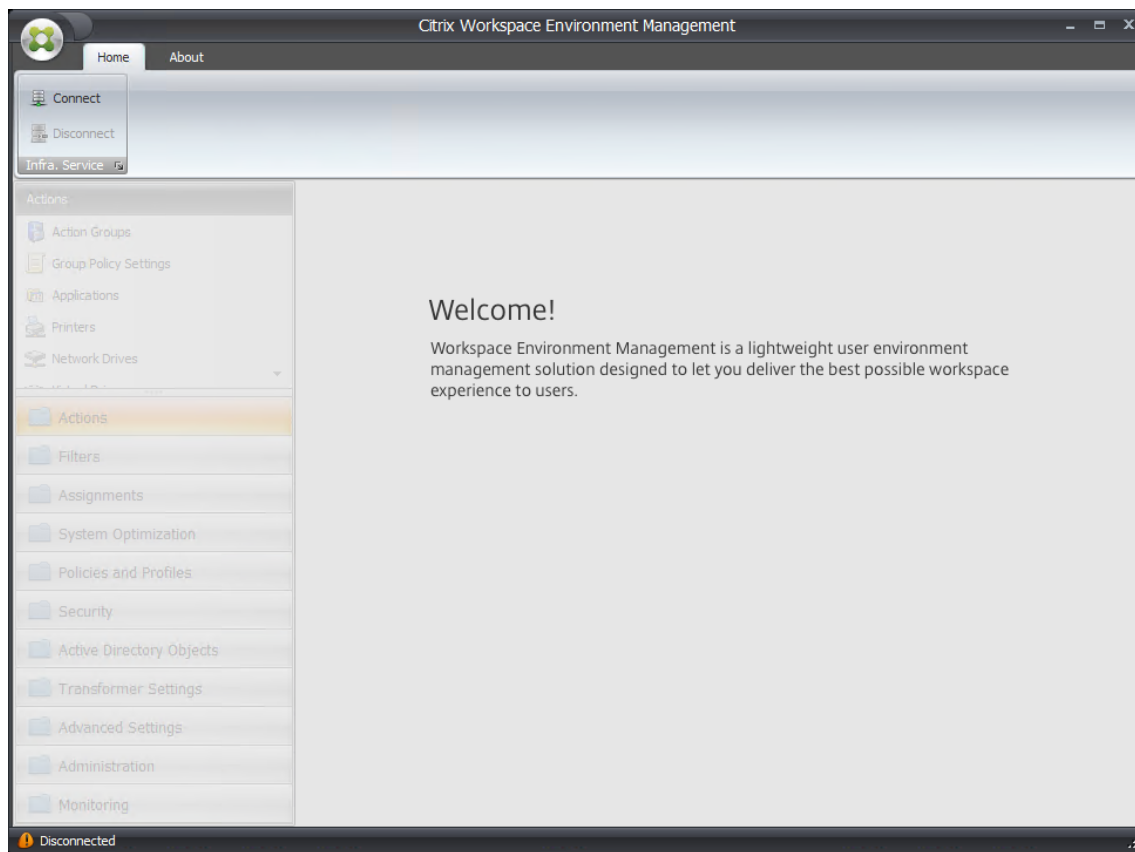 Citrix Workspace Environment Management
Home
About
Connect
Disconnect
Infra. Service
Actions
Action Groups
Group Policy Settings
Applications
Printers
Network Drives
Welcome!
Workspace Environment Management is a lightweight user environment
management solution designed to let you deliver the best possible workspace
experience to users.
Actions
Filters
Assignments
System Optimization
Policies and Profiles
Security
Active Directory Objects
Transformer Settings
Advanced Settings
Administration
Monitoring
Disconnected